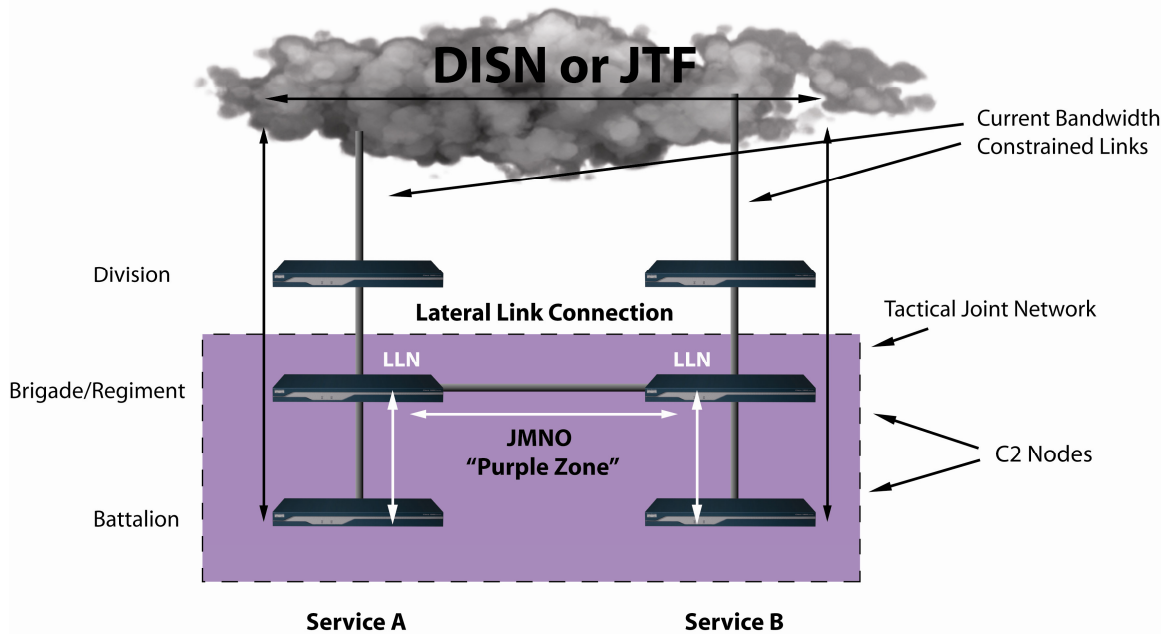 DISN or JTF
Current Bandwidth
Constrained Links
Division
Lateral Link Connection
Tactical Joint Network
LLN
LLN
Brigade/Regiment
JMNO
“Purple Zone”
C2 Nodes
Battalion
Service A
Service B